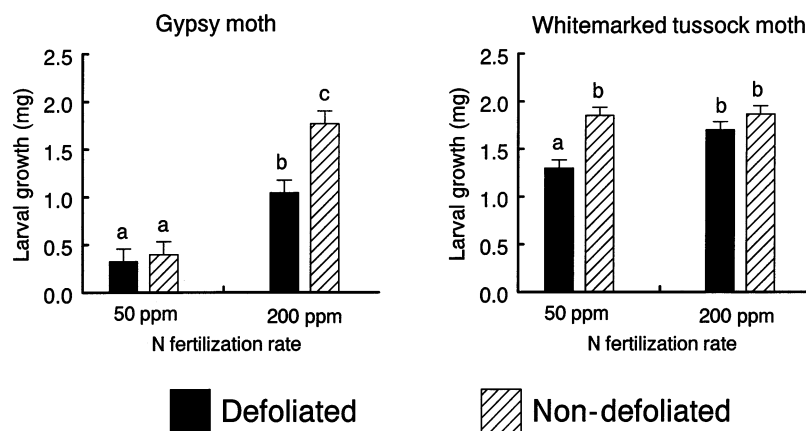 Gypsy moth
Larval growth (mg)
2.5
2.0
1.5
1.0
0.5
0.0
a
a
b
c
50 ppm
200 ppm
N fertilization rate
Whitemarked tussock moth
Larval growth (mg)
2.5
2.0
1.5
1.0
0.5
0.0
a
b
b
b
50 ppm
200 ppm
N fertilization rate
Defoliated
Non-defoliated